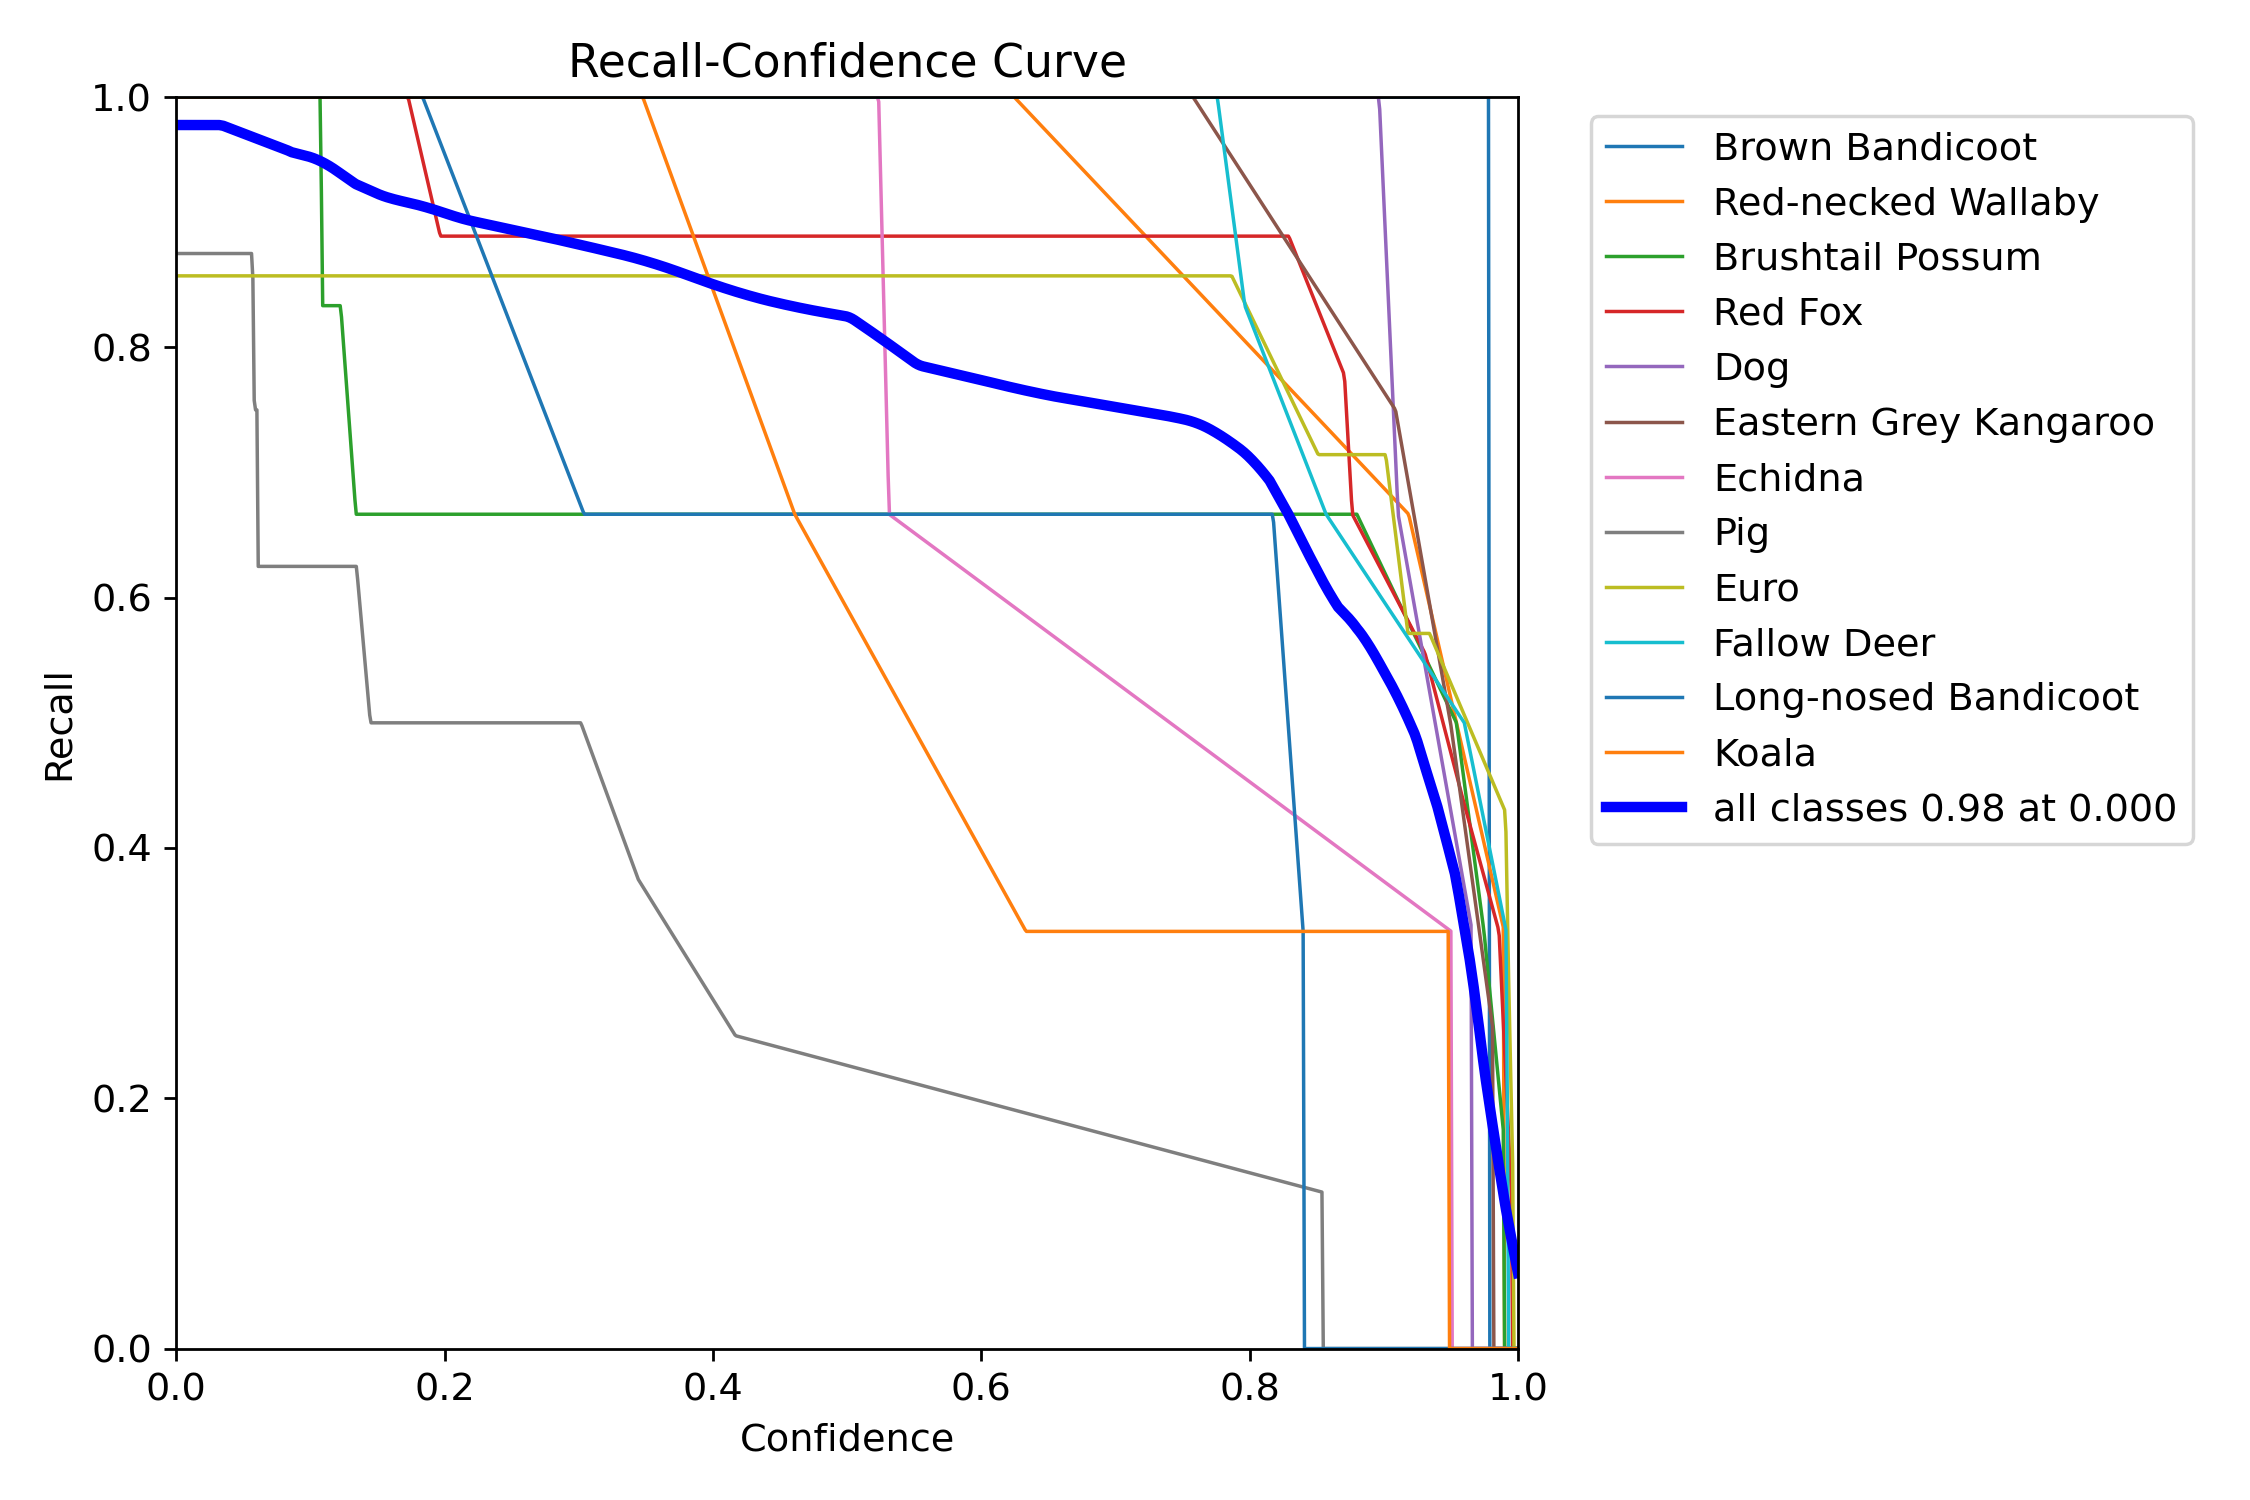 Recall-Confidence Curve
1.0
0.8
0.6
0.4
0.2
0.0
Recall
0.0 0.2 0.4 0.6 0.8 1.0
Confidence
Brown Bandicoot
Red-necked Wallaby
Brushtail Possum
Red Fox
Dog
Eastern Grey Kangaroo
Echidna
Pig
Euro
Fallow Deer
Long-nosed Bandicoot
Koala
all classes 0.98 at 0.000